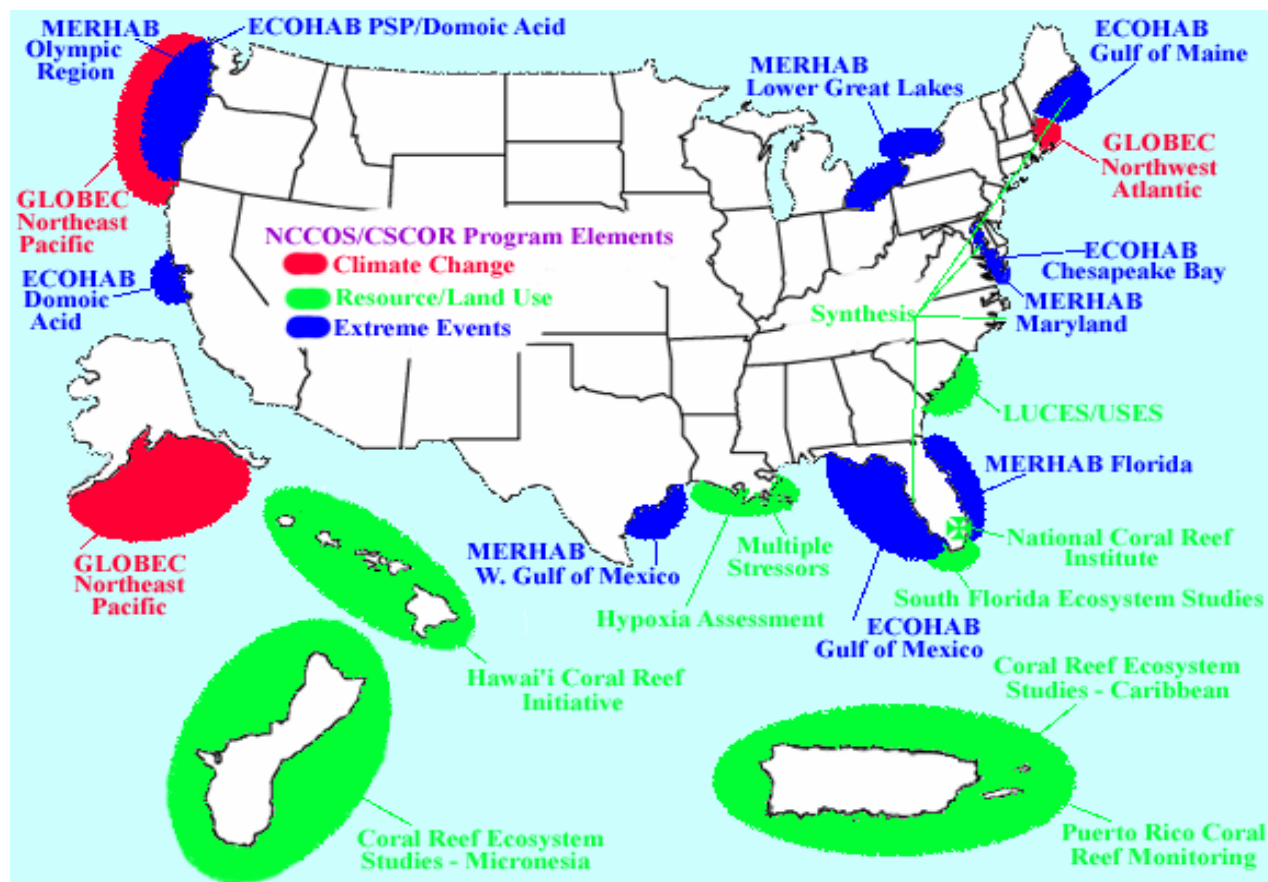 MERHAB
Olympic
Region
ECOHAB PSP/Domoic Acid
ECOHAB
Gulf of Maine
MERHAB
Lower Great Lakes
GLOBEC
Northwest
Atlantic
GLOBEC
Northeast
Pacific
NCCOS/CSCOR Program Elements
Climate Change
Resource/Land Use
Extreme Events
ECOHAB
Domoic
Acid
ECOHAB
Chesapeake Bay
MERHAB
Maryland
Synthesis
LUCES/USES
MERHAB Florida
National Coral Reef
Institute
South Florida Ecosystem Studies
ECOHAB
Gulf of Mexico
MERHAB
W. Gulf of Mexico
Multiple
Stressors
Hypoxia Assessment
GLOBEC
Northeast
Pacific
Hawai'i Coral Reef
Initiative
Coral Reef Ecosystem
Studies - Caribbean
Coral Reef Ecosystem
Studies - Micronesia
Puerto Rico Coral
Reef Monitoring